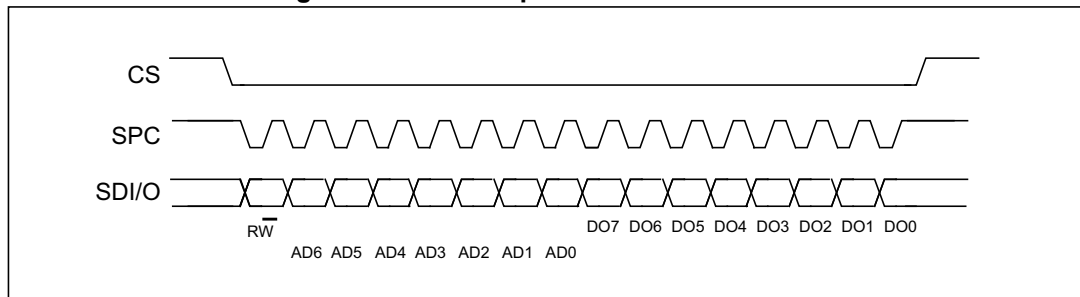 CS
SPC
SDI/O
RW
DO7 DO6 DO5 DO4 DO3 DO2 DO1 DO0
AD6 AD5 AD4 AD3 AD2 AD1 AD0